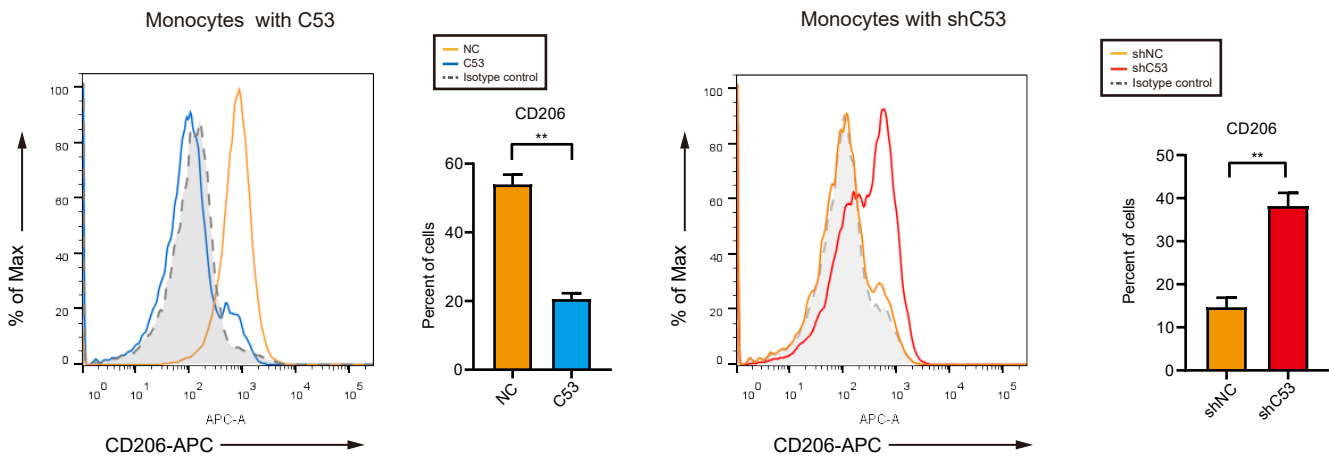 Monocytes with C53
NC
C53
Isotype control
% of Max
100
80
60
40
20
0
10^0
10^1
10^2
10^3
10^4
10^5
APC-A
CD206-APC
CD206
**
Percent of cells
60
40
20
0
NC
C53
Monocytes with shC53
shNC
shC53
Isotype control
% of Max
100
80
60
40
20
0
10^0
10^1
10^2
10^3
10^4
10^5
APC-A
CD206-APC
CD206
**
Percent of cells
50
40
30
20
10
0
shNC
shC53